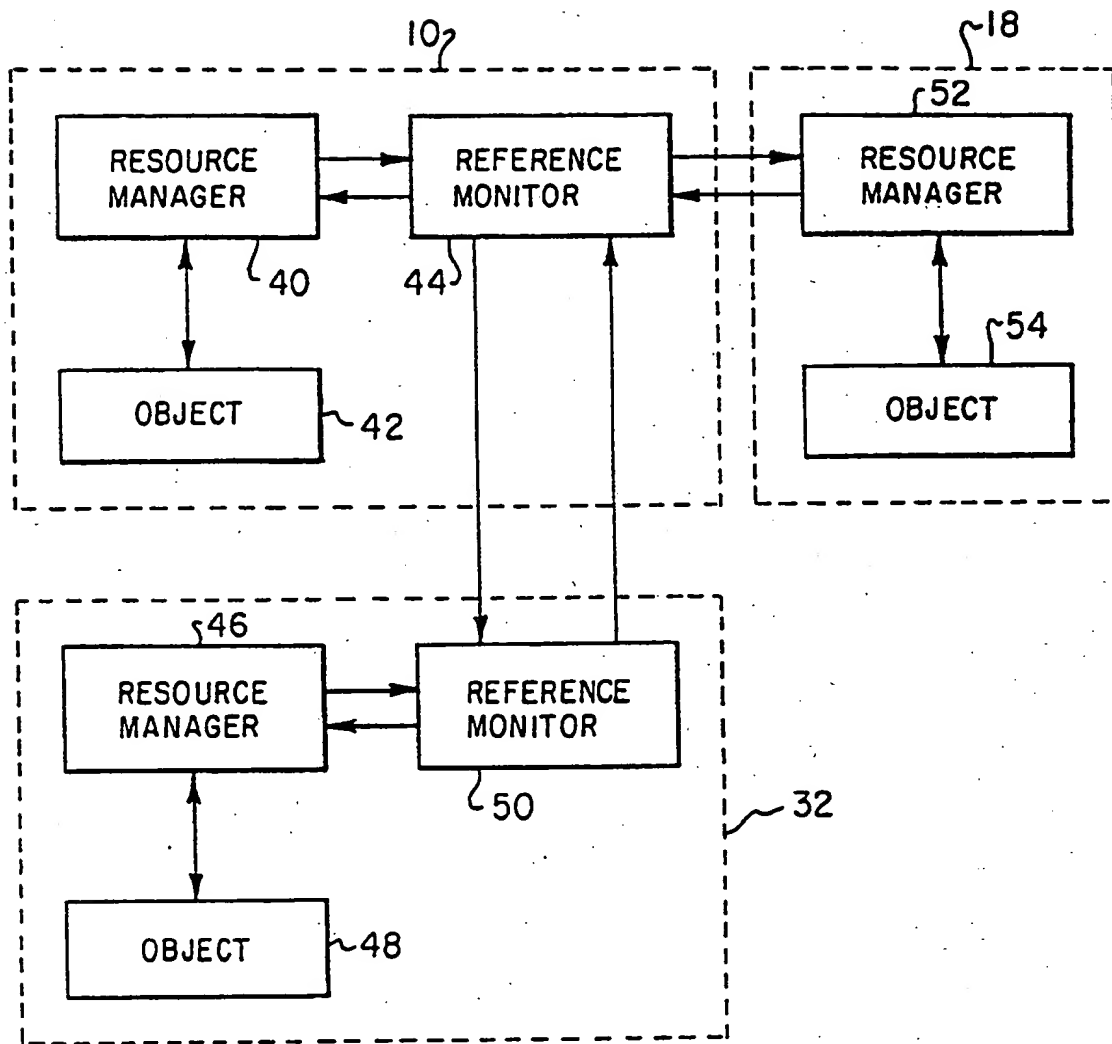 10
18
52
RESOURCE
MANAGER
REFERENCE
MONITOR
RESOURCE
MANAGER
40
44
54
OBJECT
42
OBJECT
46
RESOURCE
MANAGER
REFERENCE
MONITOR
50
32
OBJECT
48